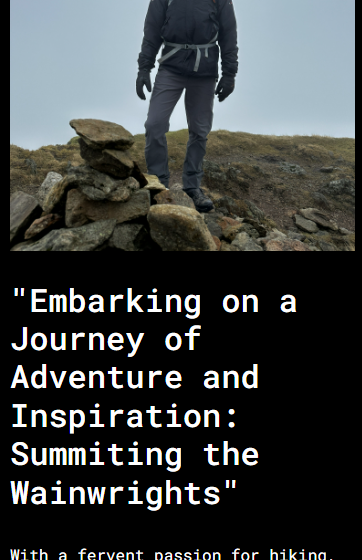 "Embarking on a
Journey of
Adventure and
Inspiration:
Summiting the
Wainwrights"
With a fervent passion for hiking,